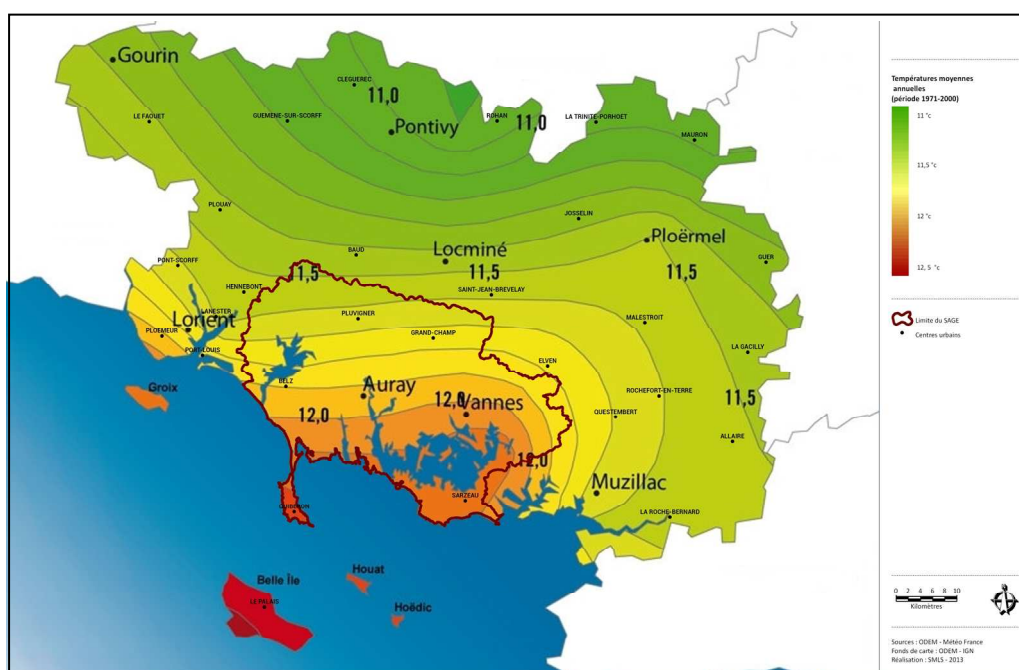 Gourin
CLEGUEREC
11,0
LE FAOUET
GUEMENE-SUR-SCORFF
Pontivy
ROHAN
11,0
LA TRINITE-PORHOET
MAURON
PLOUAY
JOSSELIN
Ploërmel
BAUD
Locminé
PONT-SCORFF
11,5
11,5
11,5
GUER
HENNEBONT
SAINT-JEAN-BREVELAY
LANESTER
Lorient
PLOEMEUR
PLUVIGNER
GRAND-CHAMP
MALESTROIT
PORT-LOUIS
LA GACILLY
ELVEN
BELZ
Auray
Groix
ROCHEFORT-EN-TERRE
12,0
12,0
Vannes
11,5
QUESTEMBERT
ALLAIRE
12,0
Muzillac
SARZEAU
QUIBERON
LA ROCHE-BERNARD
Houat
Belle Île
LE PALAIS
Hoëdic
Températures moyennes
annuelles
(période 1971-2000)
11 °c
11,5 °c
12 °c
12, 5 °c
Limite du SAGE
Centres urbains
0 2 4 6 8 10
Kilomètres
Sources : ODEM - Météo France
Fonds de carte : ODEM - IGN
Réalisation : SMLS - 2013